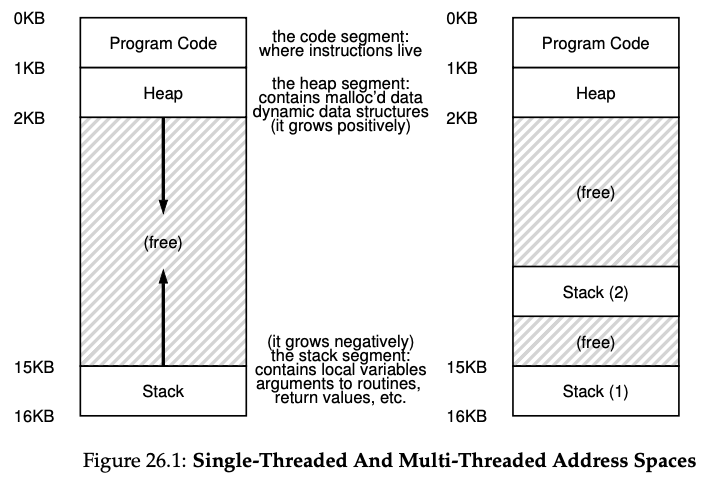 0KB
Program Code
1KB
Heap
2KB
(free)
15KB
Stack
16KB
the code segment:
where instructions live
the heap segment:
contains malloc'd data
dynamic data structures
(it grows positively)
(it grows negatively)
the stack segment:
contains local variables
arguments to routines,
return values, etc.
0KB
Program Code
1KB
Heap
2KB
(free)
Stack (2)
(free)
15KB
Stack (1)
16KB
Figure 26.1: Single-Threaded And Multi-Threaded Address Spaces